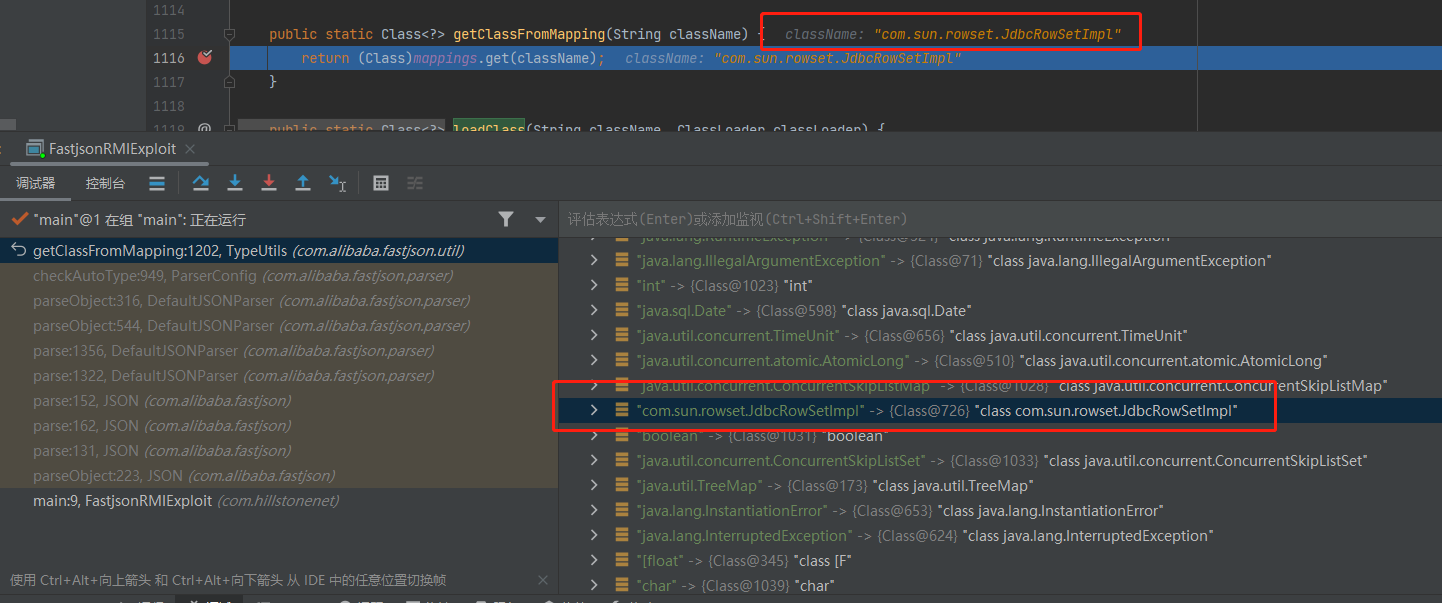 1114
1115 public static Class<?> getClassFromMapping(String className) { className: "com.sun.rowset.JdbcRowSetImpl"
1116 return (Class)mappings.get(className); className: "com.sun.rowset.JdbcRowSetImpl"
1117 }
1118
1119 @ public static Class<?> loadClass(String className, ClassLoader classLoader) {
FastjsonRMIExploit
调试器 控制台
"main"@1 在组 "main": 正在运行
getClassFromMapping:1202, TypeUtils (com.alibaba.fastjson.util)
checkAutoType:949, ParserConfig (com.alibaba.fastjson.parser)
parseObject:316, DefaultJSONParser (com.alibaba.fastjson.parser)
parseObject:544, DefaultJSONParser (com.alibaba.fastjson.parser)
parse:1356, DefaultJSONParser (com.alibaba.fastjson.parser)
parse:1322, DefaultJSONParser (com.alibaba.fastjson.parser)
parse:152, JSON (com.alibaba.fastjson)
parse:162, JSON (com.alibaba.fastjson)
parse:131, JSON (com.alibaba.fastjson)
parseObject:223, JSON (com.alibaba.fastjson)
main:9, FastjsonRMIExploit (com.hillstonenet)
使用 Ctrl+Alt+向上箭头 和 Ctrl+Alt+向下箭头 从 IDE 中的任意位置切换帧
评估表达式(Enter)或添加监视(Ctrl+Shift+Enter)
"java.lang.RuntimeException" -> {Class@324} "class java.lang.RuntimeException"
"java.lang.IllegalArgumentException" -> {Class@71} "class java.lang.IllegalArgumentException"
"int" -> {Class@1023} "int"
"java.sql.Date" -> {Class@598} "class java.sql.Date"
"java.util.concurrent.TimeUnit" -> {Class@656} "class java.util.concurrent.TimeUnit"
"java.util.concurrent.atomic.AtomicLong" -> {Class@510} "class java.util.concurrent.atomic.AtomicLong"
"java.util.concurrent.ConcurrentSkipListMap" -> {Class@1028} "class java.util.concurrent.ConcurrentSkipListMap"
"com.sun.rowset.JdbcRowSetImpl" -> {Class@726} "class com.sun.rowset.JdbcRowSetImpl"
"boolean" -> {Class@1031} "boolean"
"java.util.concurrent.ConcurrentSkipListSet" -> {Class@1033} "class java.util.concurrent.ConcurrentSkipListSet"
"java.util.TreeMap" -> {Class@173} "class java.util.TreeMap"
"java.lang.InstantiationError" -> {Class@653} "class java.lang.InstantiationError"
"java.lang.InterruptedException" -> {Class@624} "class java.lang.InterruptedException"
"[float" -> {Class@345} "class [F"
"char" -> {Class@1039} "char"